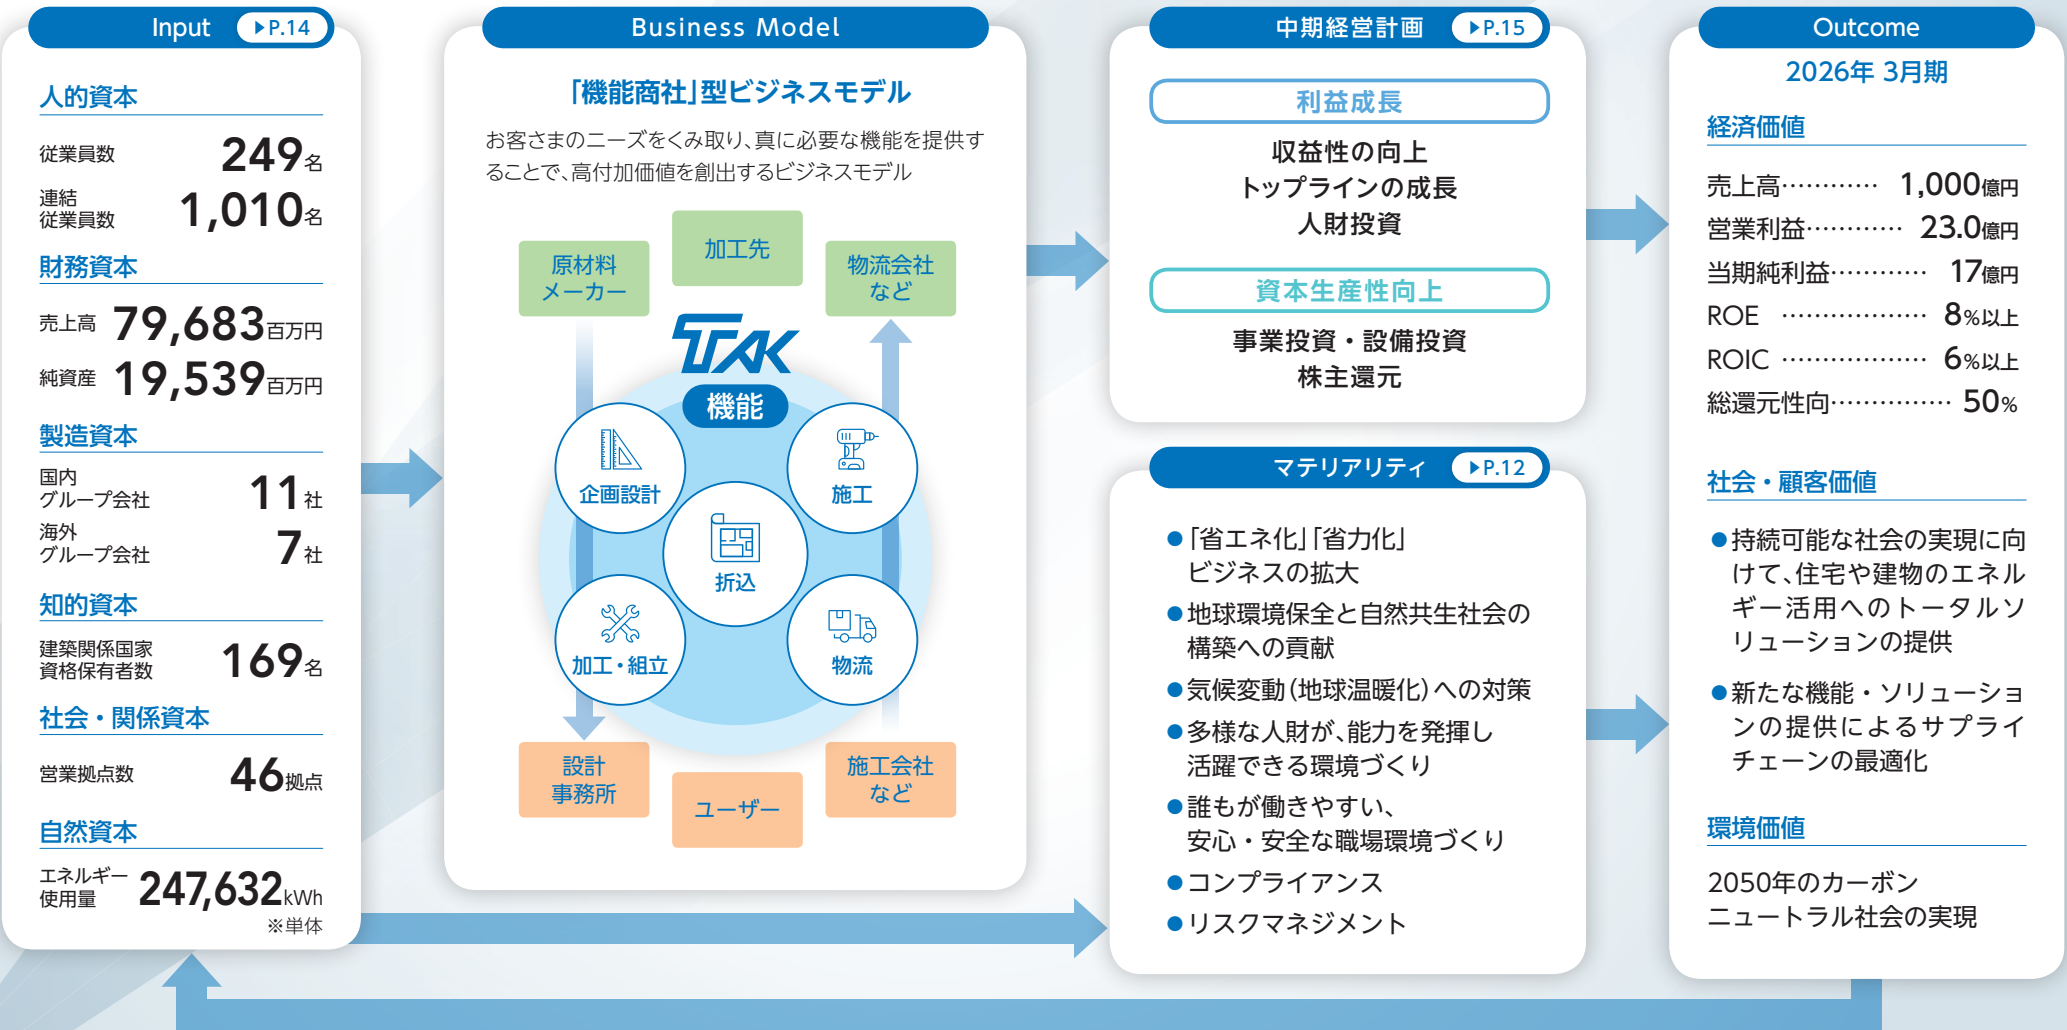 Input ▶P.14
人的資本
従業員数 249名
連結
従業員数 1,010名
財務資本
売上高 79,683百万円
純資産 19,539百万円
製造資本
国内
グループ会社 11社
海外
グループ会社 7社
知的資本
建築関係国家
資格保有者数 169名
社会・関係資本
営業拠点数 46拠点
自然資本
エネルギー
使用量 247,632kWh
※単体
Business Model
「機能商社」型ビジネスモデル
お客さまのニーズをくみ取り、真に必要な機能を提供す
ることで、高付加価値を創出するビジネスモデル
原材料
メーカー
加工先
物流会社
など
TAK
機能
企画設計
施工
折込
加工・組立
物流
設計
事務所
ユーザー
施工会社
など
中期経営計画 ▶P.15
利益成長
収益性の向上
トップラインの成長
人財投資
資本生産性向上
事業投資・設備投資
株主還元
マテリアリティ ▶P.12
●「省エネ化」「省力化」
ビジネスの拡大
●地球環境保全と自然共生社会の
構築への貢献
●気候変動(地球温暖化)への対策
●多様な人財が、能力を発揮し
活躍できる環境づくり
●誰もが働きやすい、
安心・安全な職場環境づくり
●コンプライアンス
●リスクマネジメント
Outcome
2026年 3月期
経済価値
売上高………… 1,000億円
営業利益………… 23.0億円
当期純利益………… 17億円
ROE ……………… 8%以上
ROIC ……………… 6%以上
総還元性向…………… 50%
社会・顧客価値
●持続可能な社会の実現に向
けて、住宅や建物のエネル
ギー活用へのトータルソ
リューションの提供
●新たな機能・ソリューショ
ンの提供によるサプライ
チェーンの最適化
環境価値
2050年のカーボン
ニュートラル社会の実現